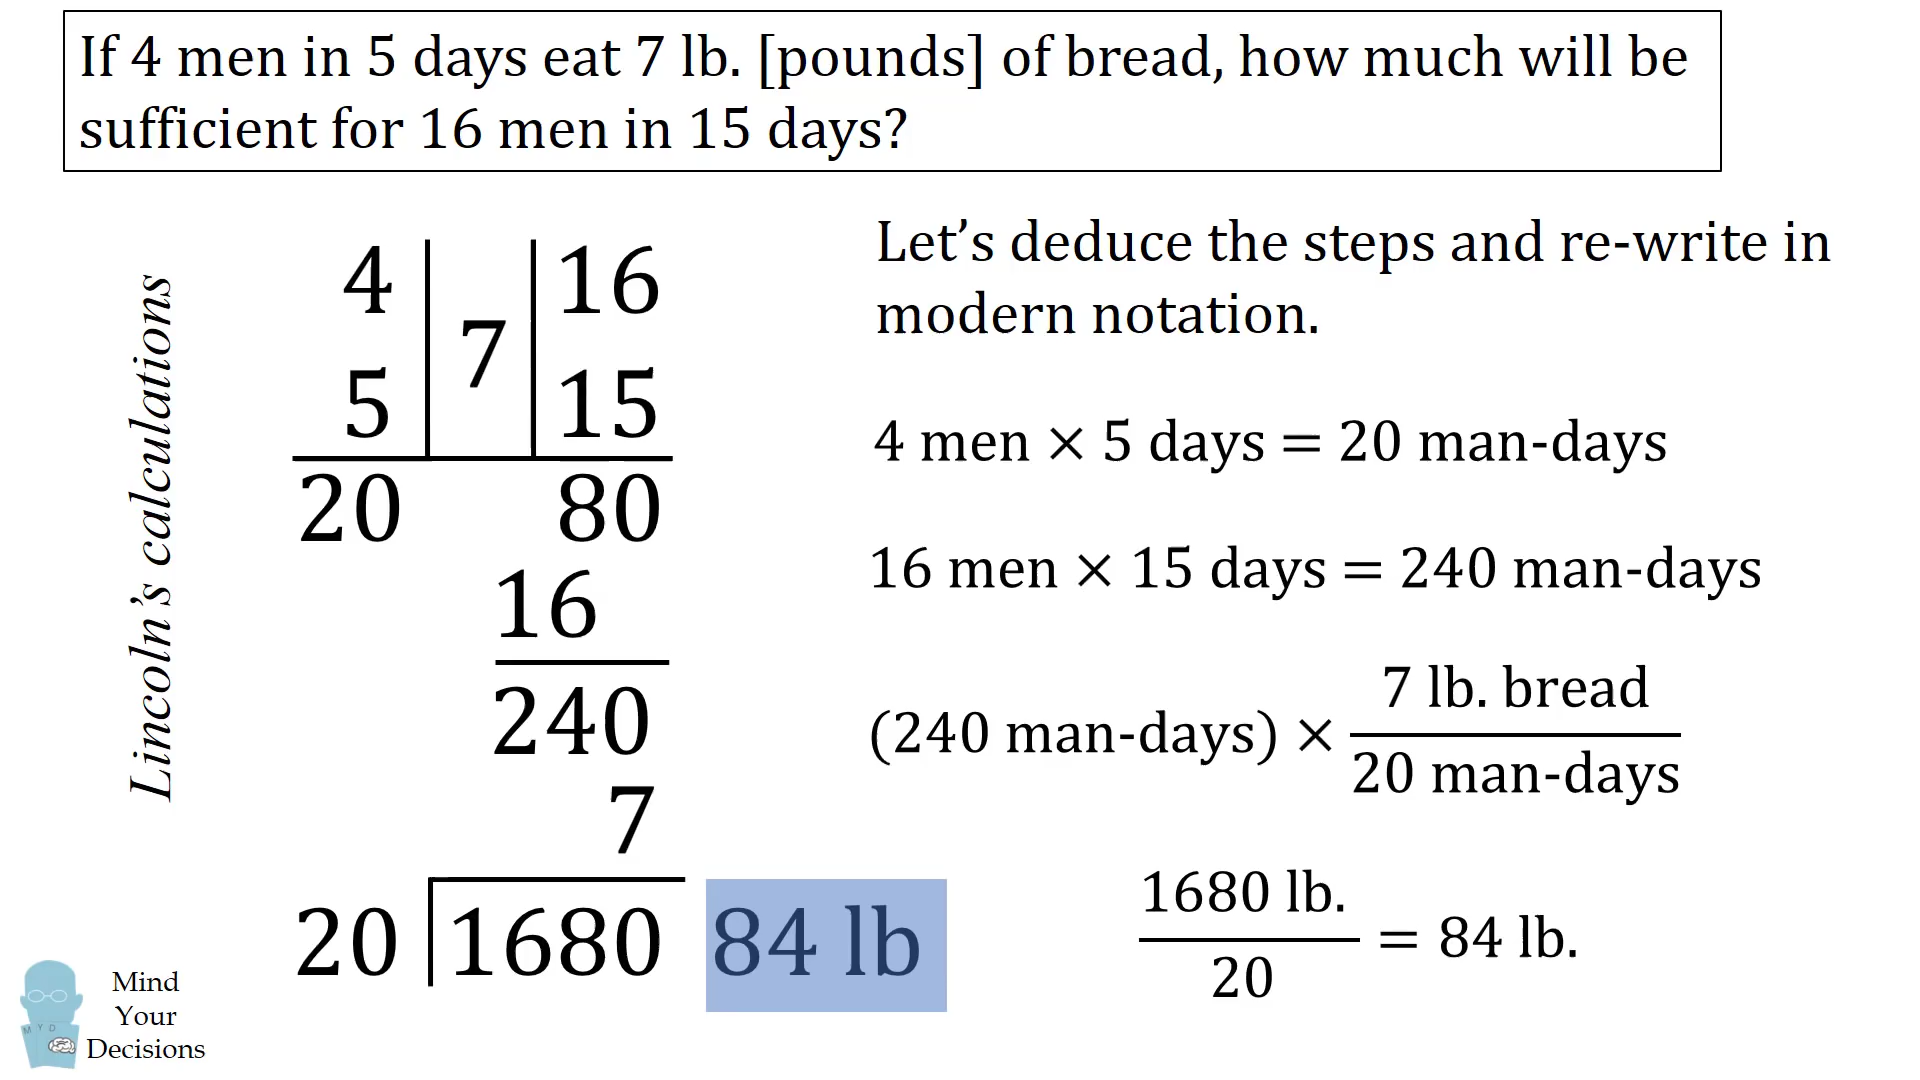 If 4 men in 5 days eat 7 lb. [pounds] of bread, how much will be
sufficient for 16 men in 15 days?
Lincoln's calculations
4 | 7 | 16
5 | 15
20 80
16
240
7
20 1680 84 lb
Let's deduce the steps and re-write in
modern notation.
4 men × 5 days = 20 man-days
16 men × 15 days = 240 man-days
7 lb. bread
(240 man-days) ×
20 man-days
1680 lb.
= 84 lb.
20
M Y D
Mind
Your
Decisions